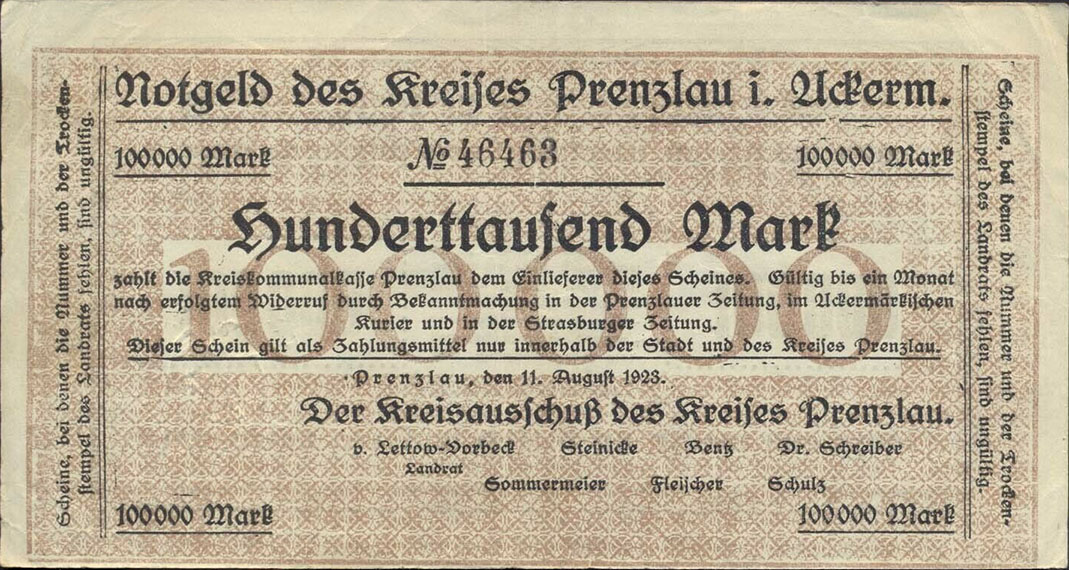 Notgeld des Kreises Prenzlau i. Uckerm.
100000 Mark
№ 46463
100000 Mark
Hunderttausend Mark
100000
zahlt die Kreiskommunalkasse Prenzlau dem Einlieferer dieses Scheines. Gültig bis ein Monat
nach erfolgtem Widerruf durch Bekanntmachung in der Prenzlauer Zeitung, im Uckermärkischen
Kurier und in der Strasburger Zeitung.
Dieser Schein gilt als Zahlungsmittel nur innerhalb der Stadt und des Kreises Prenzlau.
Prenzlau, den 11. August 1923.
Der Kreisausschuß des Kreises Prenzlau.
v. Lettow-Vorbeck Steinicke Bentz Dr. Schreiber
Landrat
Sommermeier Fleischer Schulz
100000 Mark
100000 Mark
Scheine, bei denen die Nummer und der Trocken-
stempel des Landrats fehlen, sind ungültig.
Scheine, bei denen die Nummer und der Trocken-
stempel des Landrats fehlen, sind ungültig.